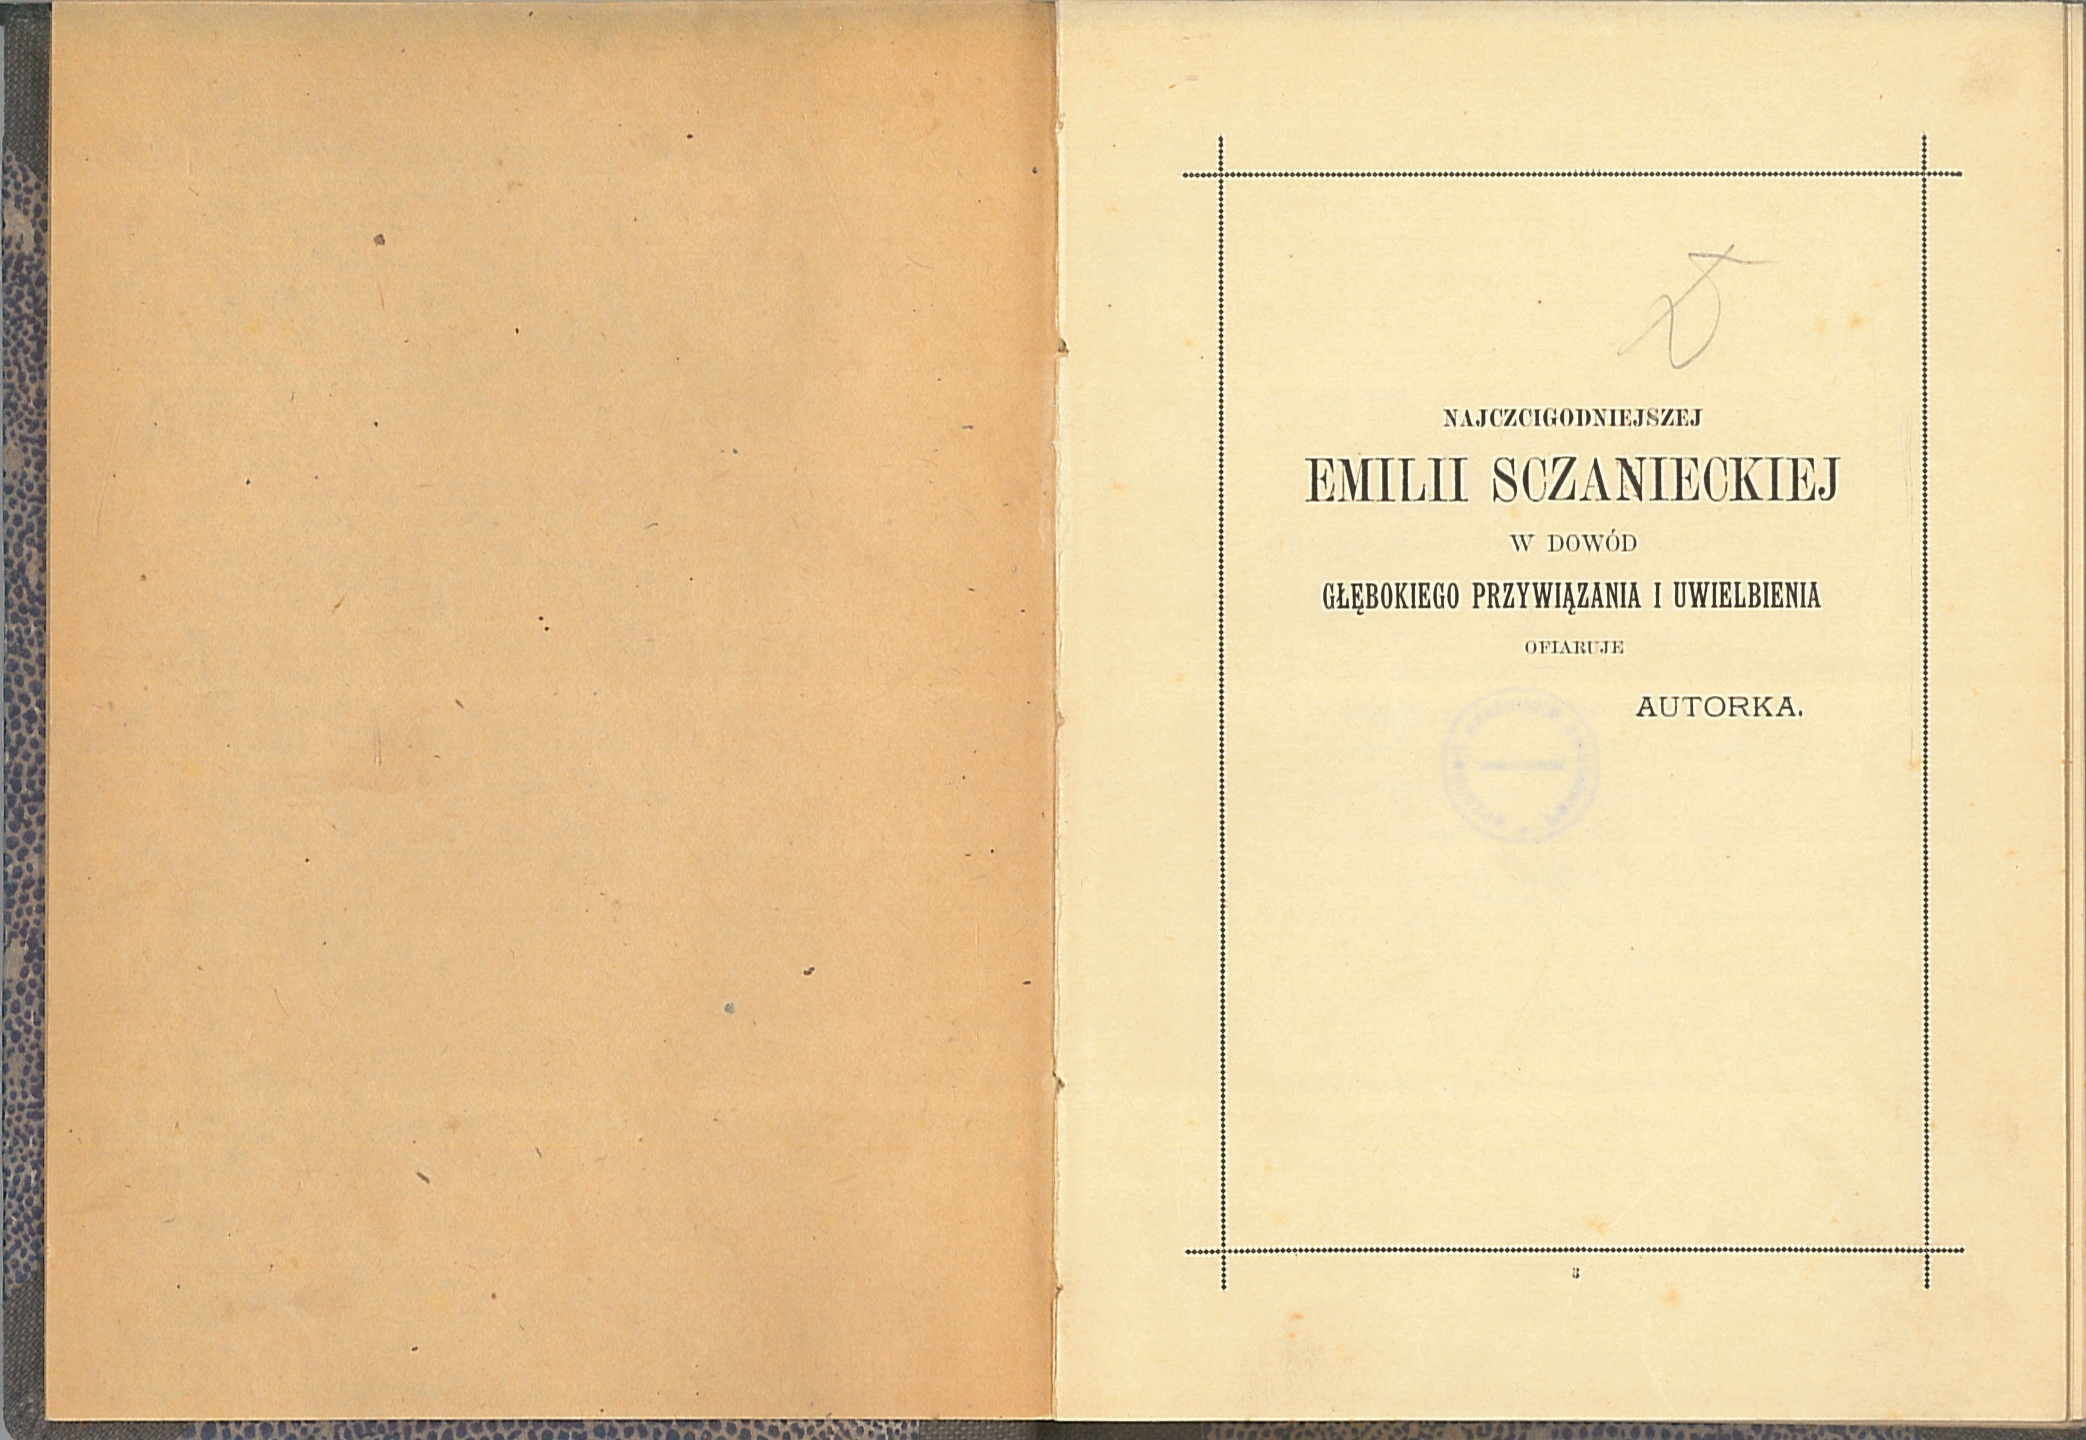 NAJCZCIGODNIEJSZEJ
EMILII SCZANIECKIEJ
W DOWÓD
GŁĘBOKIEGO PRZYWIĄZANIA I UWIELBIENIA
OFIARUJE
AUTORKA.
3